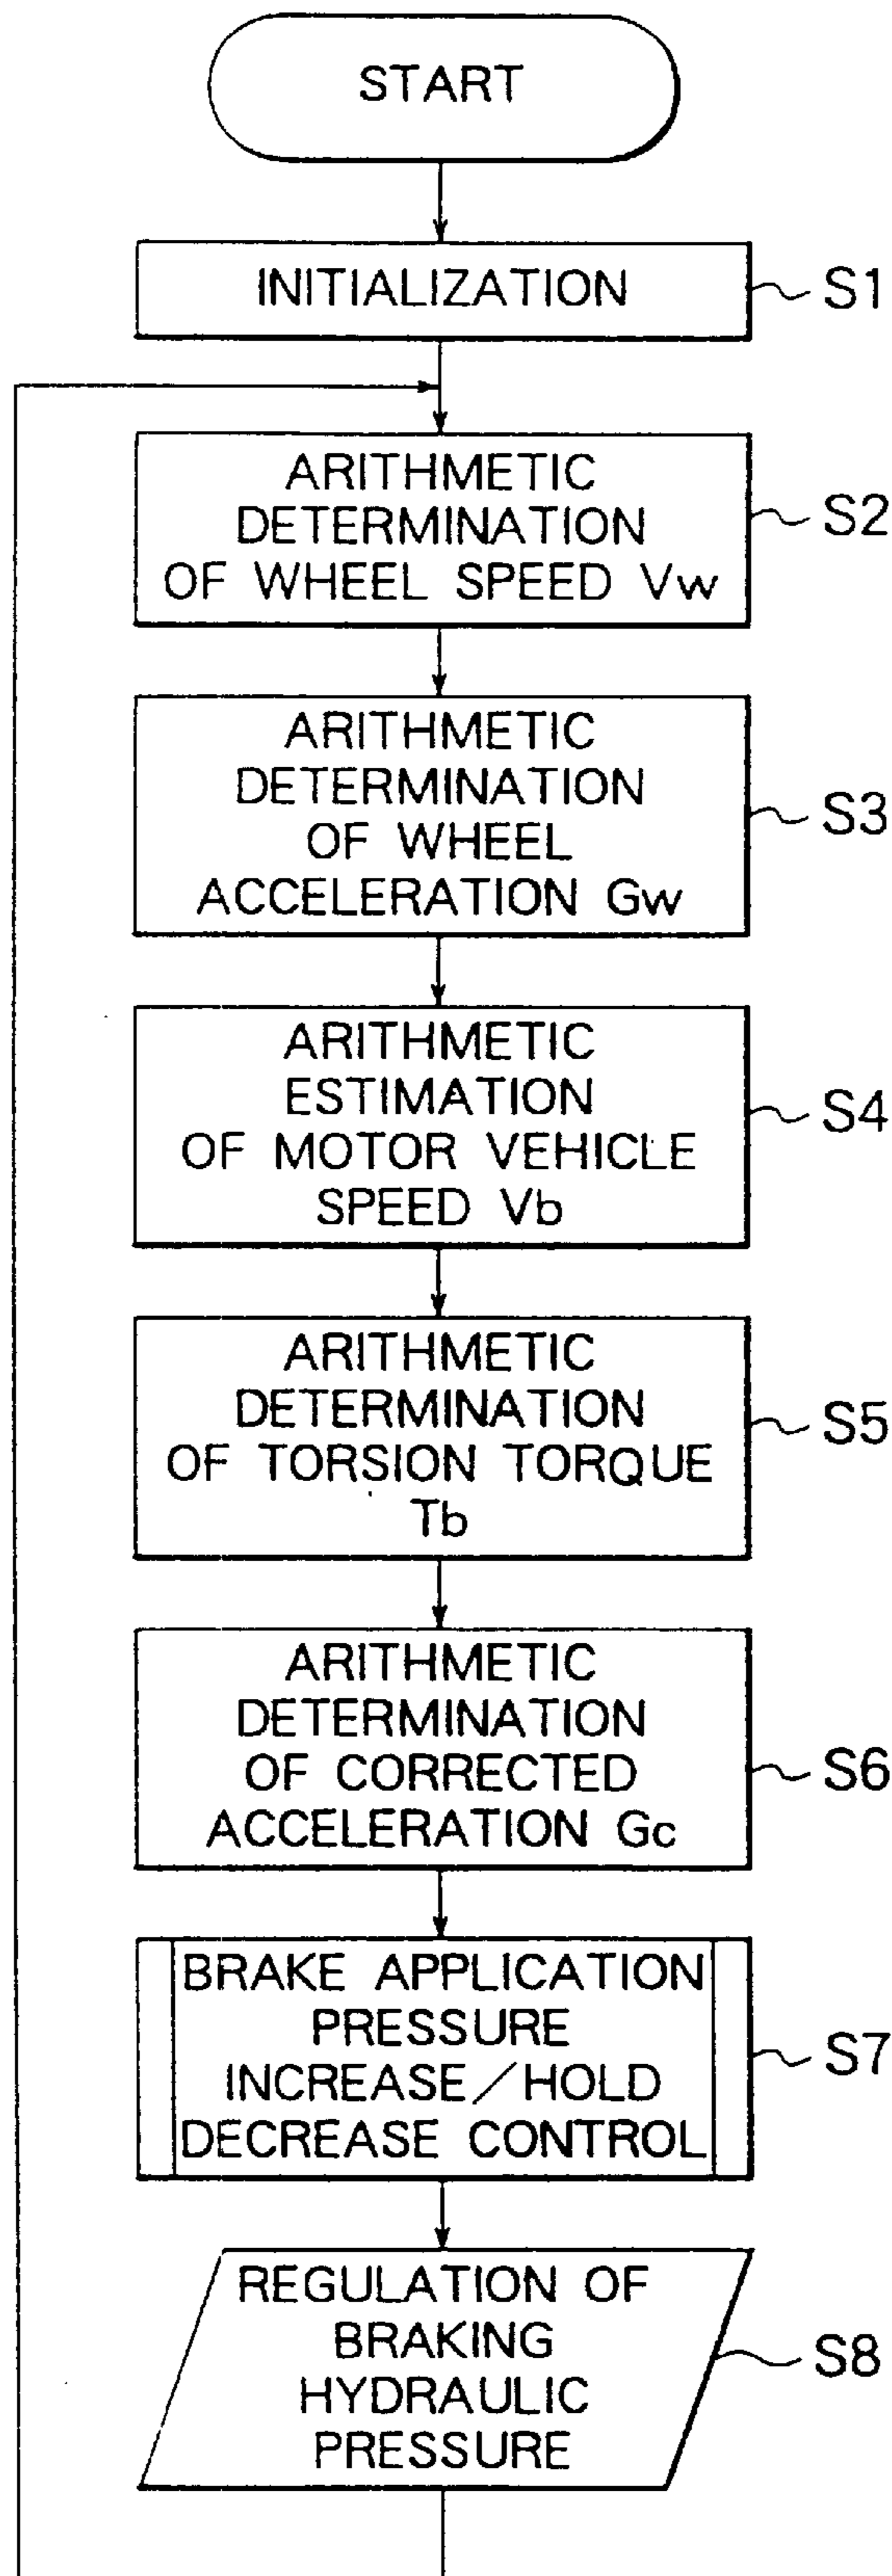 START
INITIALIZATION
S1
ARITHMETIC
DETERMINATION
OF WHEEL SPEED Vw
S2
ARITHMETIC
DETERMINATION
OF WHEEL
ACCELERATION Gw
S3
ARITHMETIC
ESTIMATION
OF MOTOR VEHICLE
SPEED Vb
S4
ARITHMETIC
DETERMINATION
OF TORSION TORQUE
Tb
S5
ARITHMETIC
DETERMINATION
OF CORRECTED
ACCELERATION Gc
S6
BRAKE APPLICATION
PRESSURE
INCREASE/HOLD
DECREASE CONTROL
S7
REGULATION OF
BRAKING
HYDRAULIC
PRESSURE
S8